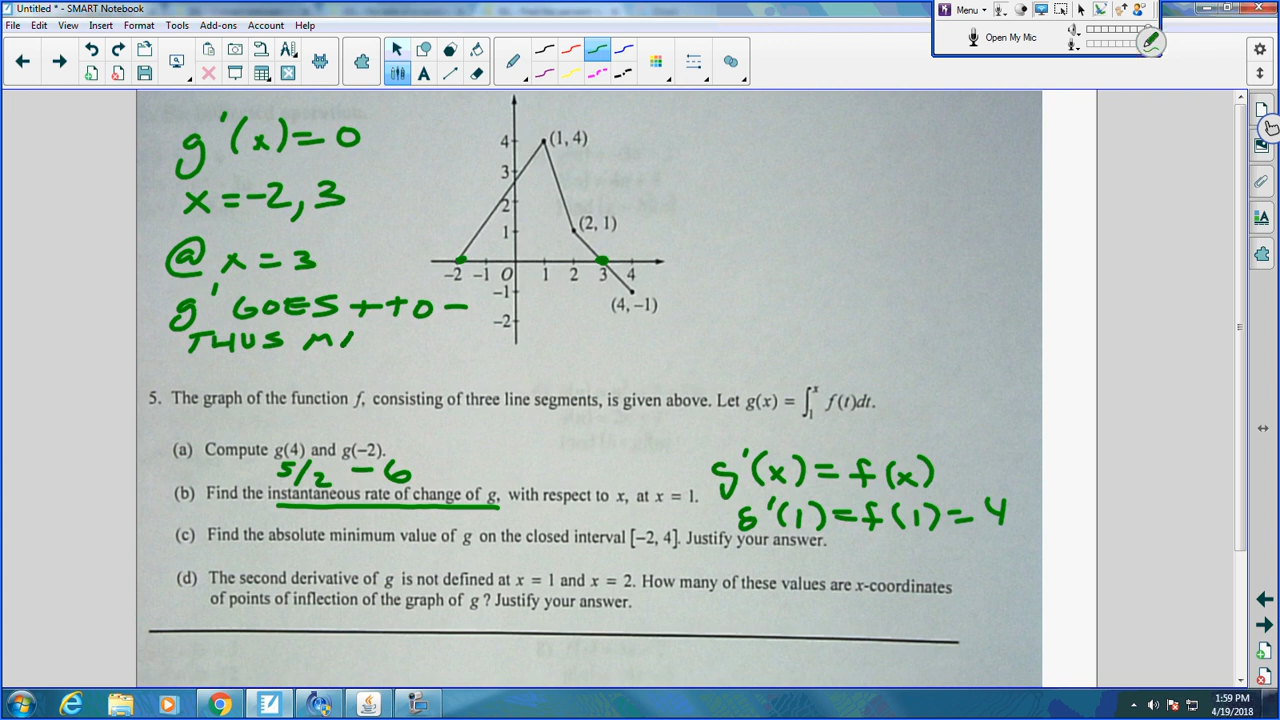 Untitled * - SMART Notebook
Menu
File Edit View Insert Format Tools Add-ons Account Help
Open My Mic
g'(x)=0
x=-2,3
@ x=3
g' GOES + TO -
THUS M
4
3
2
1
-2 -1 O 1 2 3 4
-1
-2
(1, 4)
(2, 1)
(4, −1)
5. The graph of the function f, consisting of three line segments, is given above. Let g(x) = ∫₁ˣ f(t)dt.
(a) Compute g(4) and g(−2).
5/2 -6
g'(x)=f(x)
(b) Find the instantaneous rate of change of g, with respect to x, at x = 1.
g'(1)=f(1)=4
(c) Find the absolute minimum value of g on the closed interval [−2, 4]. Justify your answer.
(d) The second derivative of g is not defined at x = 1 and x = 2. How many of these values are x-coordinates
of points of inflection of the graph of g ? Justify your answer.
1:59 PM
4/19/2018